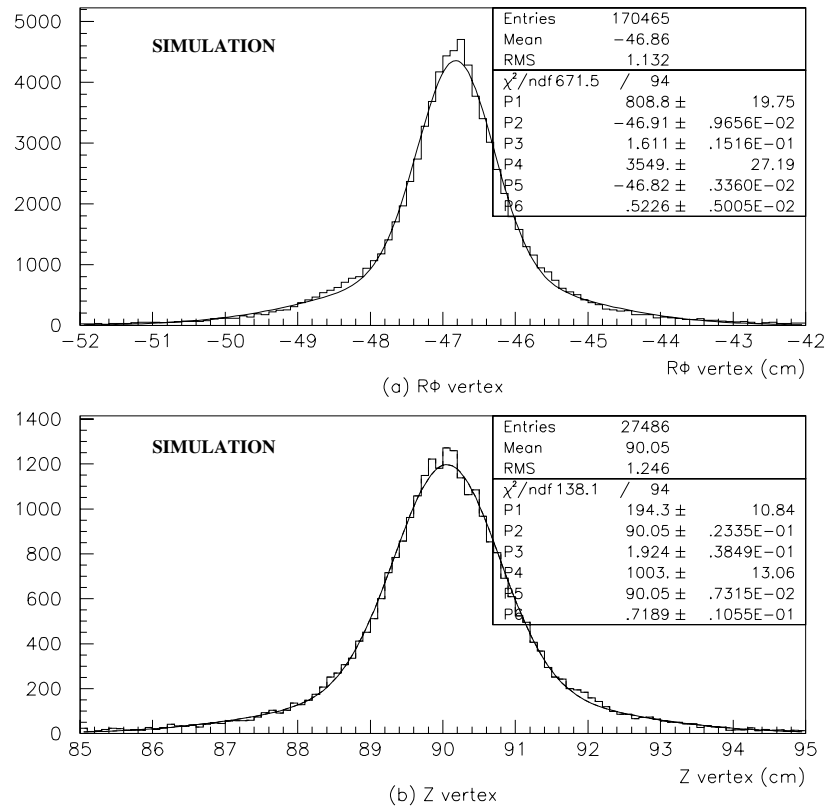 SIMULATION
Entries 170465
Mean −46.86
RMS 1.132
χ²/ndf 671.5 / 94
P1 808.8 ± 19.75
P2 −46.91 ± .9656E−02
P3 1.611 ± .1516E−01
P4 3549. ± 27.19
P5 −46.82 ± .3360E−02
P6 .5226 ± .5005E−02
5000
4000
3000
2000
1000
0
−52 −51 −50 −49 −48 −47 −46 −45 −44 −43 −42
RΦ vertex (cm)
(a) RΦ vertex
SIMULATION
Entries 27486
Mean 90.05
RMS 1.246
χ²/ndf 138.1 / 94
P1 194.3 ± 10.84
P2 90.05 ± .2335E−01
P3 1.924 ± .3849E−01
P4 1003. ± 13.06
P5 90.05 ± .7315E−02
P6 .7189 ± .1055E−01
1400
1200
1000
800
600
400
200
0
85 86 87 88 89 90 91 92 93 94 95
Z vertex (cm)
(b) Z vertex